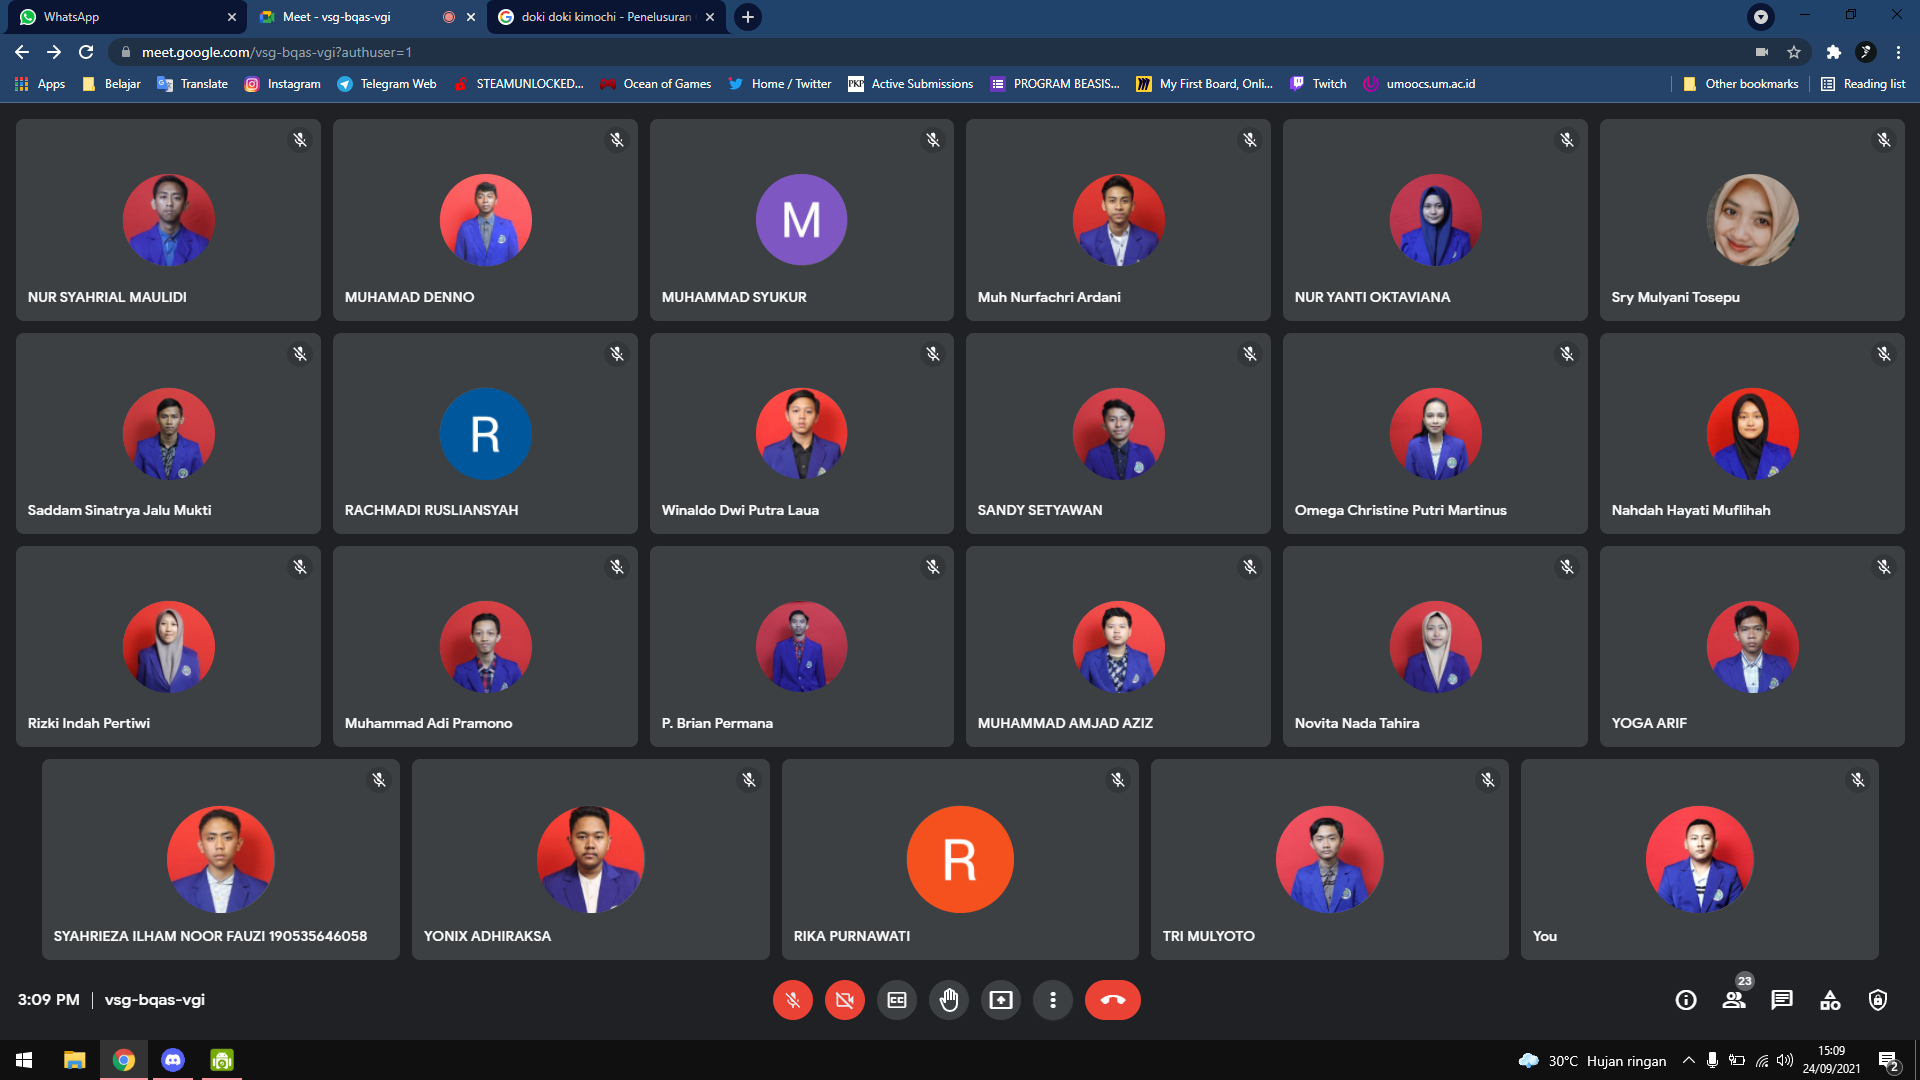 WhatsApp
Meet - vsg-bqas-vgi
doki doki kimochi - Penelusuran
meet.google.com/vsg-bqas-vgi?authuser=1
Apps Belajar Translate Instagram Telegram Web STEAMUNLOCKED... Ocean of Games Home / Twitter PKP Active Submissions PROGRAM BEASIS... My First Board, Onli... Twitch umoocs.um.ac.id Other bookmarks Reading list
M
NUR SYAHRIAL MAULIDI MUHAMAD DENNO MUHAMMAD SYUKUR Muh Nurfachri Ardani NUR YANTI OKTAVIANA Sry Mulyani Tosepu
R
Saddam Sinatrya Jalu Mukti RACHMADI RUSLIANSYAH Winaldo Dwi Putra Laua SANDY SETYAWAN Omega Christine Putri Martinus Nahdah Hayati Muflihah
Rizki Indah Pertiwi Muhammad Adi Pramono P. Brian Permana MUHAMMAD AMJAD AZIZ Novita Nada Tahira YOGA ARIF
R
SYAHRIEZA ILHAM NOOR FAUZI 190535646058 YONIX ADHIRAKSA RIKA PURNAWATI TRI MULYOTO You
3:09 PM | vsg-bqas-vgi
CC
23
30°C Hujan ringan
15:09
24/09/2021
2